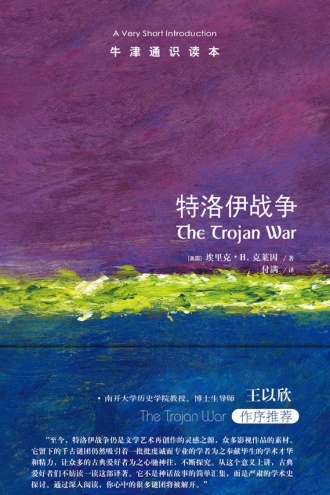 A Very Short Introduction
牛津通识读本
特洛伊战争
The Trojan War
[美国] 埃里克·H. 克莱因 / 著
付满 / 译
· 南开大学历史学院教授、博士生导师 王以欣
The Trojan War 作序推荐
“至今，特洛伊战争仍是文学艺术再创作的灵感之源，众多影视作品的素材。
它留下的千古谜团仍然吸引着一批批虔诚而专业的学者为之奉献毕生的学术才华
和精力，让众多的古典爱好者为之心驰神往，不断探究。从这个意义上讲，古典
爱好者们不妨读一读这部译著。它不是神话故事的简单汇集，而是严肃的学术史
探讨。通过深入阅读，你心中的很多谜团将被解开。”